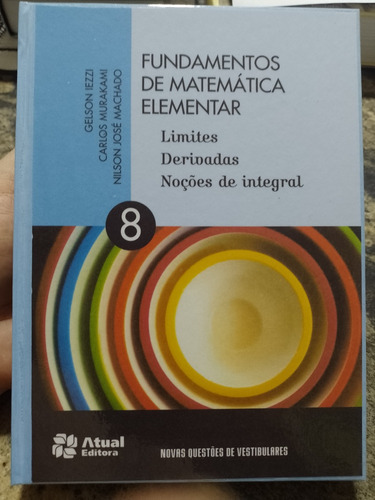 GELSON IEZZI
CARLOS MURAKAMI
NILSON JOSÉ MACHADO
FUNDAMENTOS
DE MATEMÁTICA
ELEMENTAR
Limites
Derivadas
Noções de integral
8
Atual
Editora
NOVAS QUESTÕES DE VESTIBULARES